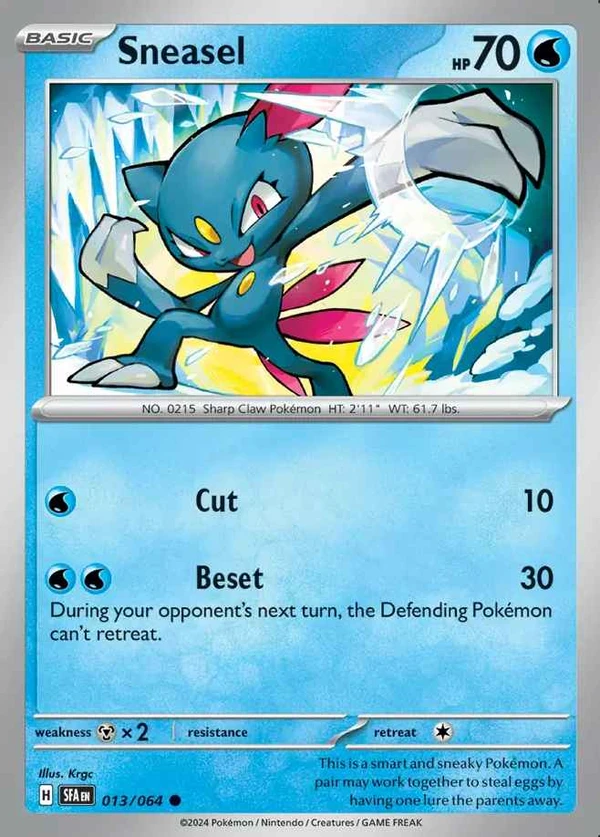 BASIC
Sneasel
HP 70
NO. 0215 Sharp Claw Pokémon HT: 2'11" WT: 61.7 lbs.
Cut 10
Beset 30
During your opponent's next turn, the Defending Pokémon
can't retreat.
weakness ×2 resistance retreat
Illus. Krgc
This is a smart and sneaky Pokémon. A
pair may work together to steal eggs by
having one lure the parents away.
H SFA EN 013/064
©2024 Pokémon / Nintendo / Creatures / GAME FREAK